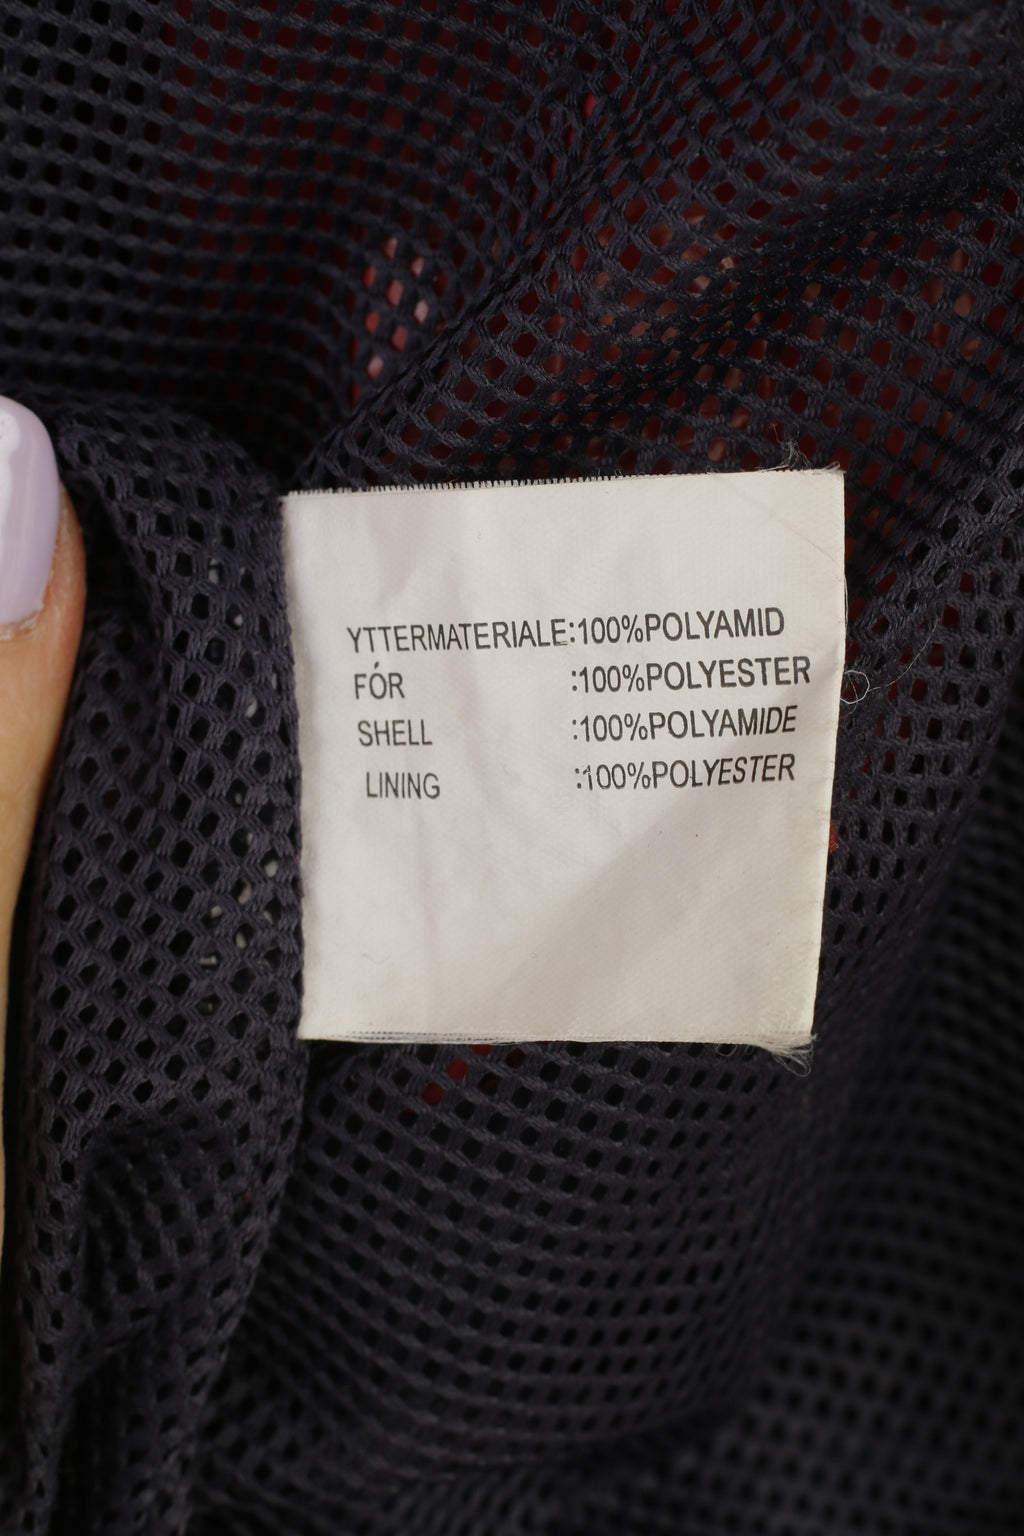 YTTERMATERIALE:100%POLYAMID
FÓR :100%POLYESTER
SHELL :100%POLYAMIDE
LINING :100%POLYESTER